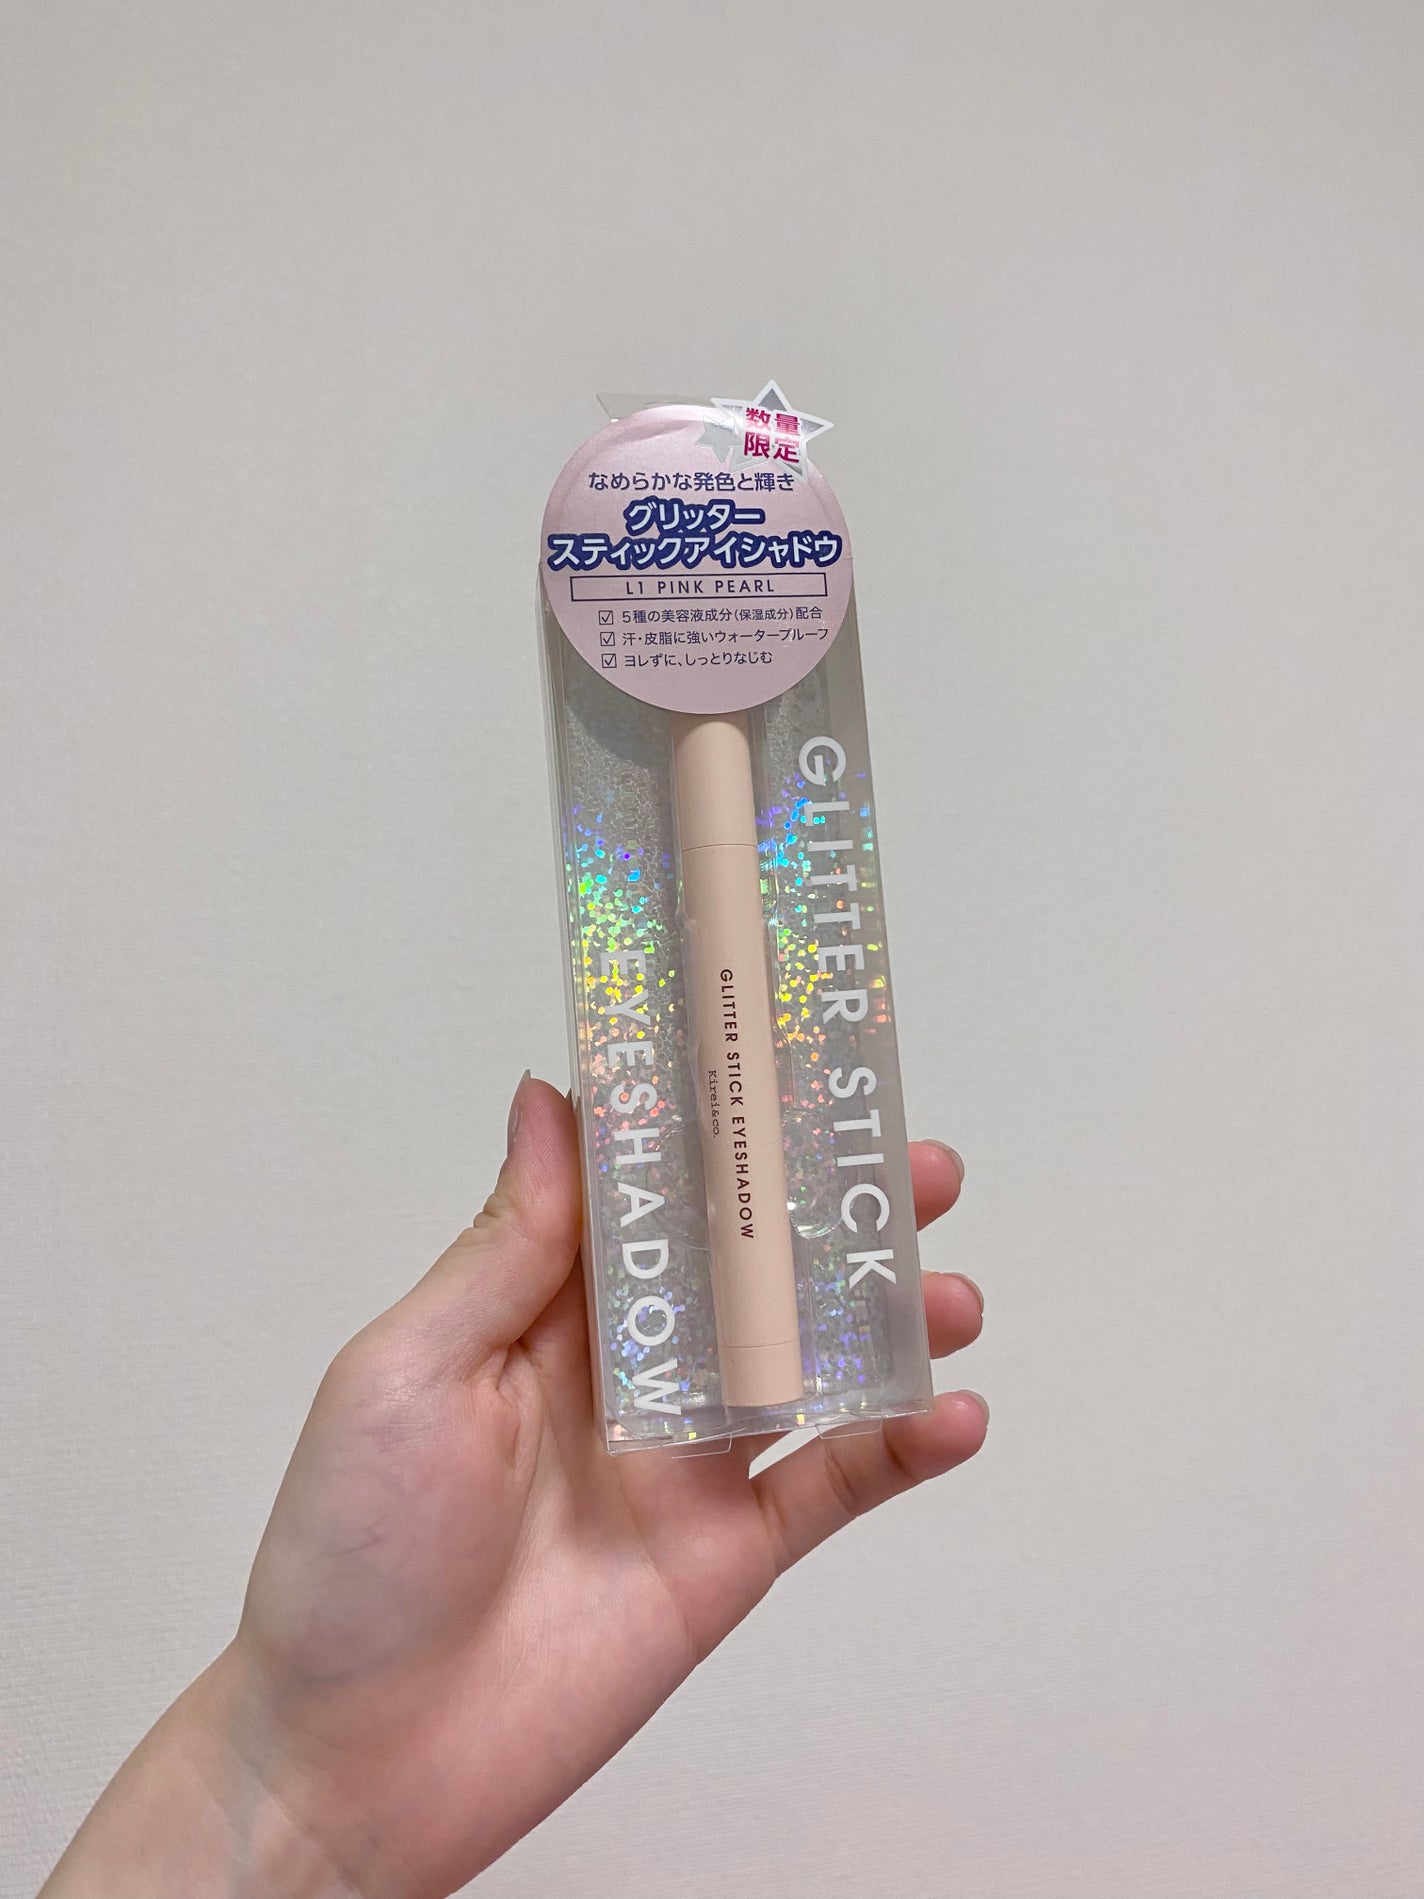 数量
限定
なめらかな発色と輝き
グリッター
スティックアイシャドウ
L1 PINK PEARL
☑ 5種の美容液成分(保湿成分)配合
☑ 汗・皮脂に強いウォータープルーフ
☑ ヨレずに、しっとりなじむ
GLITTER STICK
EYESHADOW
GLITTER STICK EYESHADOW
Kirei&co.